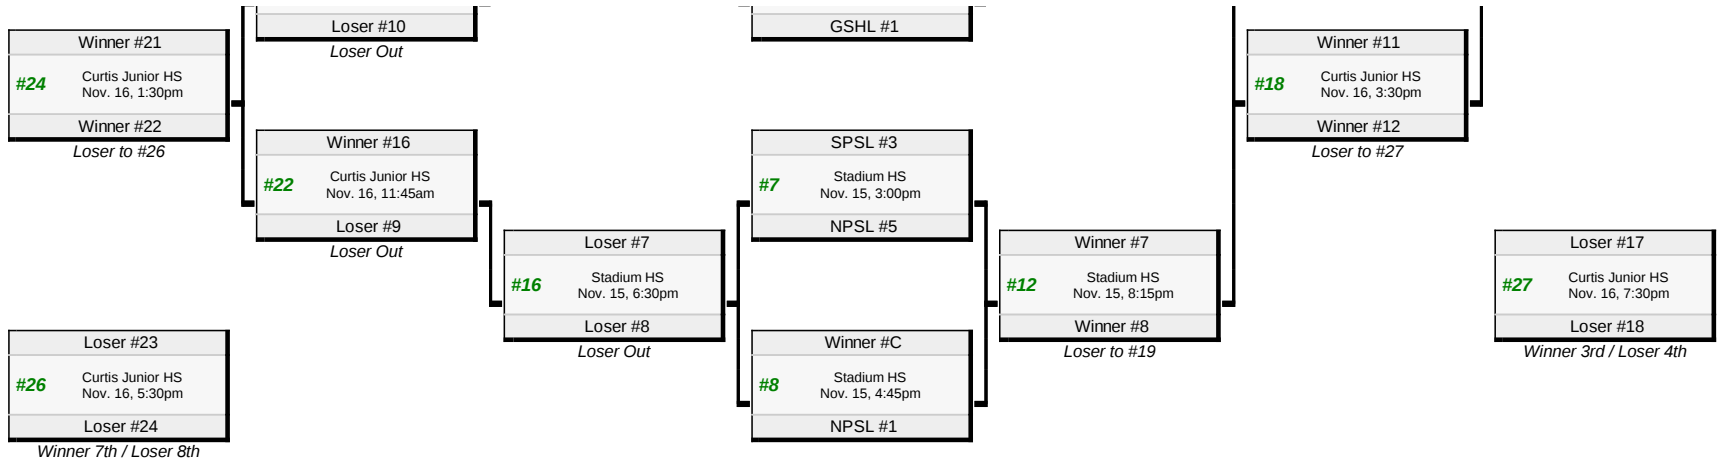 Loser #10
Loser Out
GSHL #1
Winner #21
#24
Curtis Junior HS
Nov. 16, 1:30pm
Winner #22
Loser to #26
Winner #11
#18
Curtis Junior HS
Nov. 16, 3:30pm
Winner #12
Loser to #27
Winner #16
#22
Curtis Junior HS
Nov. 16, 11:45am
Loser #9
Loser Out
SPSL #3
#7
Stadium HS
Nov. 15, 3:00pm
NPSL #5
Loser #7
#16
Stadium HS
Nov. 15, 6:30pm
Loser #8
Loser Out
Winner #7
#12
Stadium HS
Nov. 15, 8:15pm
Winner #8
Loser to #19
Loser #17
#27
Curtis Junior HS
Nov. 16, 7:30pm
Loser #18
Winner 3rd / Loser 4th
Loser #23
#26
Curtis Junior HS
Nov. 16, 5:30pm
Loser #24
Winner 7th / Loser 8th
Winner #C
#8
Stadium HS
Nov. 15, 4:45pm
NPSL #1